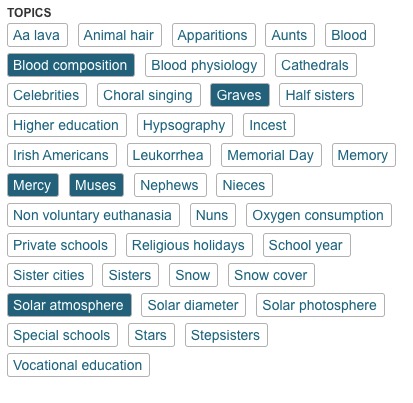 TOPICS
Aa lava Animal hair Apparitions Aunts Blood
Blood composition Blood physiology Cathedrals
Celebrities Choral singing Graves Half sisters
Higher education Hypsography Incest
Irish Americans Leukorrhea Memorial Day Memory
Mercy Muses Nephews Nieces
Non voluntary euthanasia Nuns Oxygen consumption
Private schools Religious holidays School year
Sister cities Sisters Snow Snow cover
Solar atmosphere Solar diameter Solar photosphere
Special schools Stars Stepsisters
Vocational education